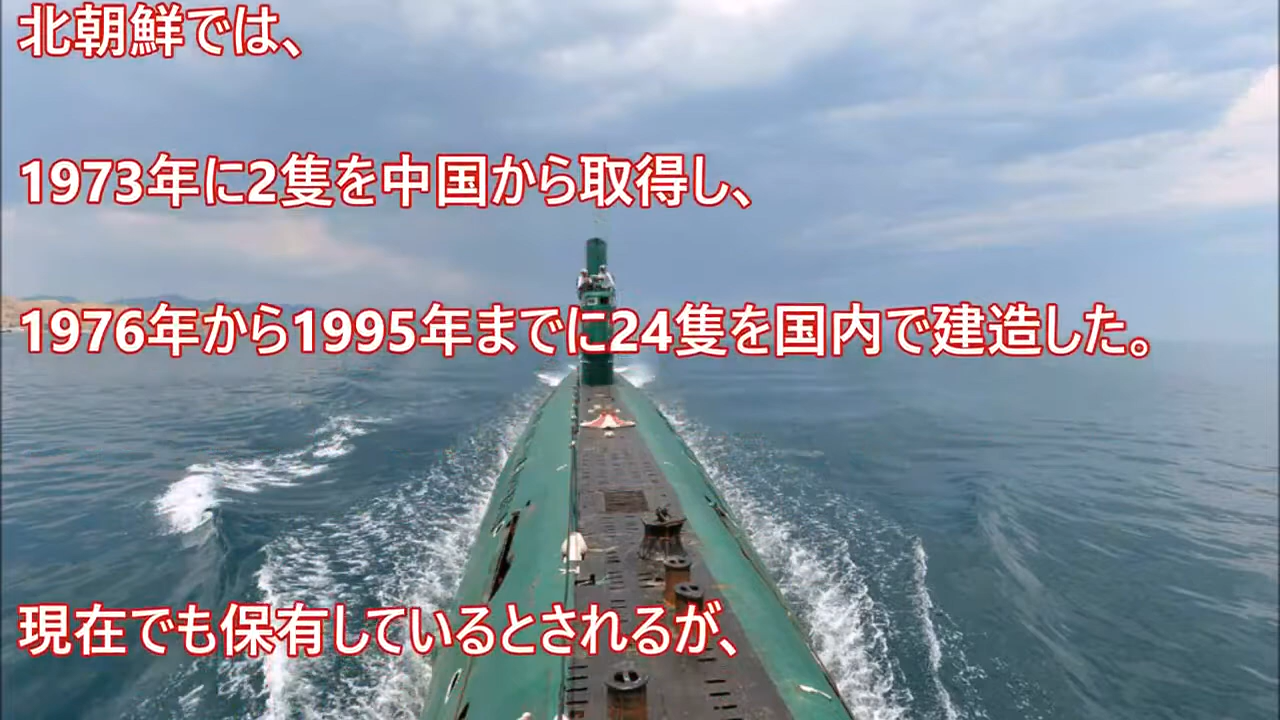 北朝鮮では、
1973年に2隻を中国から取得し、
1976年から1995年までに24隻を国内で建造した。
現在でも保有しているとされるが、